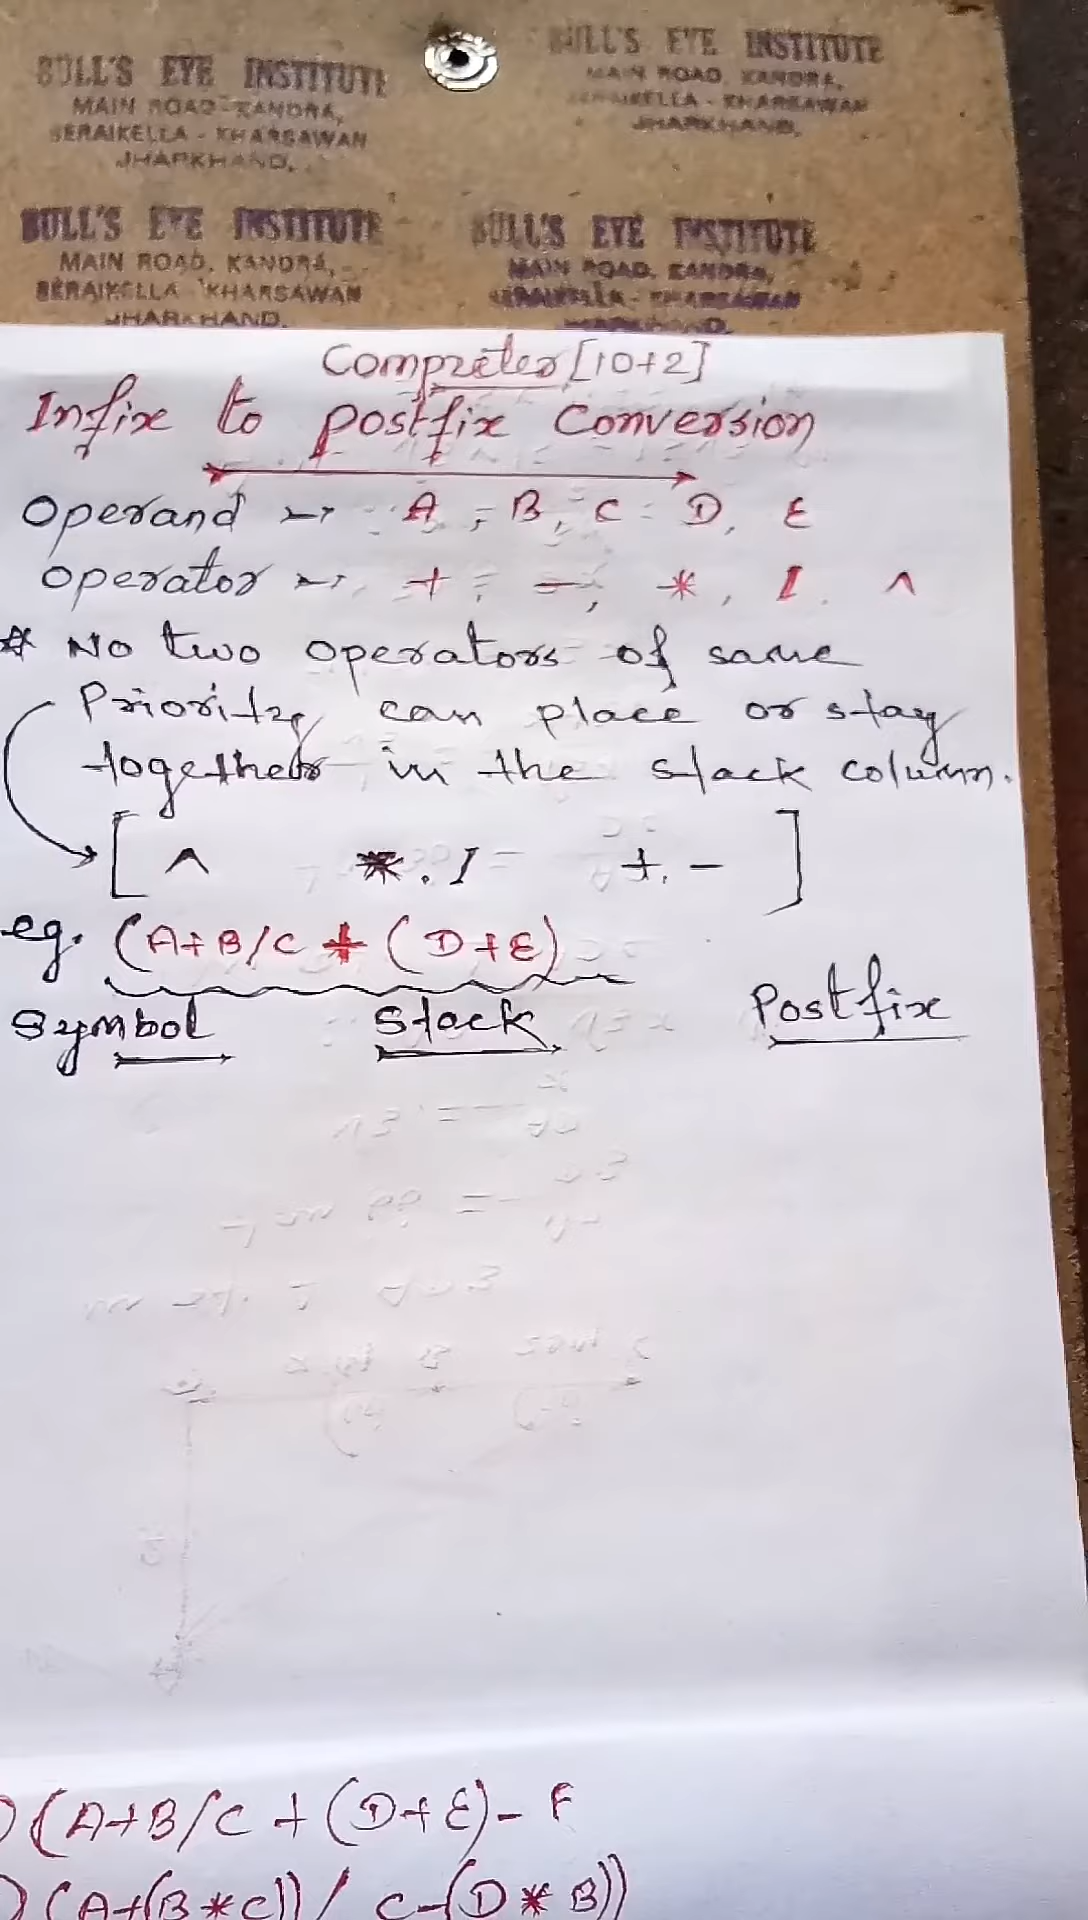 BULL'S EYE INSTITUTE
MAIN ROAD KANDRA,
SERAIKELLA - KHARSAWAN
JHARKHAND.
BULL'S EYE INSTITUTE
MAIN ROAD, KANDRA,
SERAIKELLA - KHARSAWAN
JHARKHAND.
BULL'S EYE INSTITUTE
MAIN ROAD, KANDRA,
SERAIKELLA KHARSAWAN
JHARKHAND.
BULL'S EYE INSTITUTE
MAIN ROAD, KANDRA,
SERAIKELLA - KHARSAWAN
JHARKHAND.
Computer [10+2]
Infix to postfix Conversion
Operand → A, B, C, D, E
Operator → +, -, *, /, ^
* No two operators of same
Priority can place or stay
together in the stack column.
[ ^ *, / +, - ]
eg. (A+B/C + (D+E)
Symbol Stack Postfix
) (A+B/C + (D+E) - F
) (A+(B*C)) / C-(D*B))